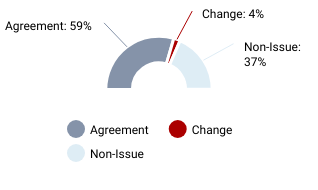 Change: 4%
Agreement: 59%
Non-Issue:
37%
Agreement
Change
Non-Issue